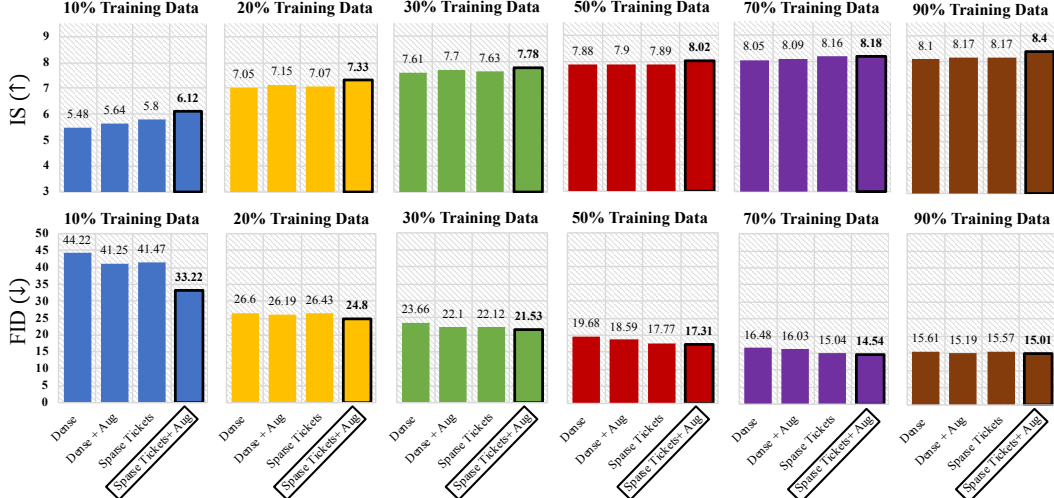 10% Training Data
20% Training Data
30% Training Data
50% Training Data
70% Training Data
90% Training Data
IS (↑)
9
8
7
6
5
4
3
5.48
5.64
5.8
6.12
7.05
7.15
7.07
7.33
7.61
7.7
7.63
7.78
7.88
7.9
7.89
8.02
8.05
8.09
8.16
8.18
8.1
8.17
8.17
8.4
10% Training Data
20% Training Data
30% Training Data
50% Training Data
70% Training Data
90% Training Data
FID (↓)
50
45
40
35
30
25
20
15
10
5
0
44.22
41.25
41.47
33.22
26.6
26.19
26.43
24.8
23.66
22.1
22.12
21.53
19.68
18.59
17.77
17.31
16.48
16.03
15.04
14.54
15.61
15.19
15.57
15.01
Dense
Dense + Aug
Sparse Tickets
Sparse Tickets+ Aug
Dense
Dense + Aug
Sparse Tickets
Sparse Tickets+ Aug
Dense
Dense + Aug
Sparse Tickets
Sparse Tickets+ Aug
Dense
Dense + Aug
Sparse Tickets
Sparse Tickets+ Aug
Dense
Dense + Aug
Sparse Tickets
Sparse Tickets+ Aug
Dense
Dense + Aug
Sparse Tickets
Sparse Tickets+ Aug